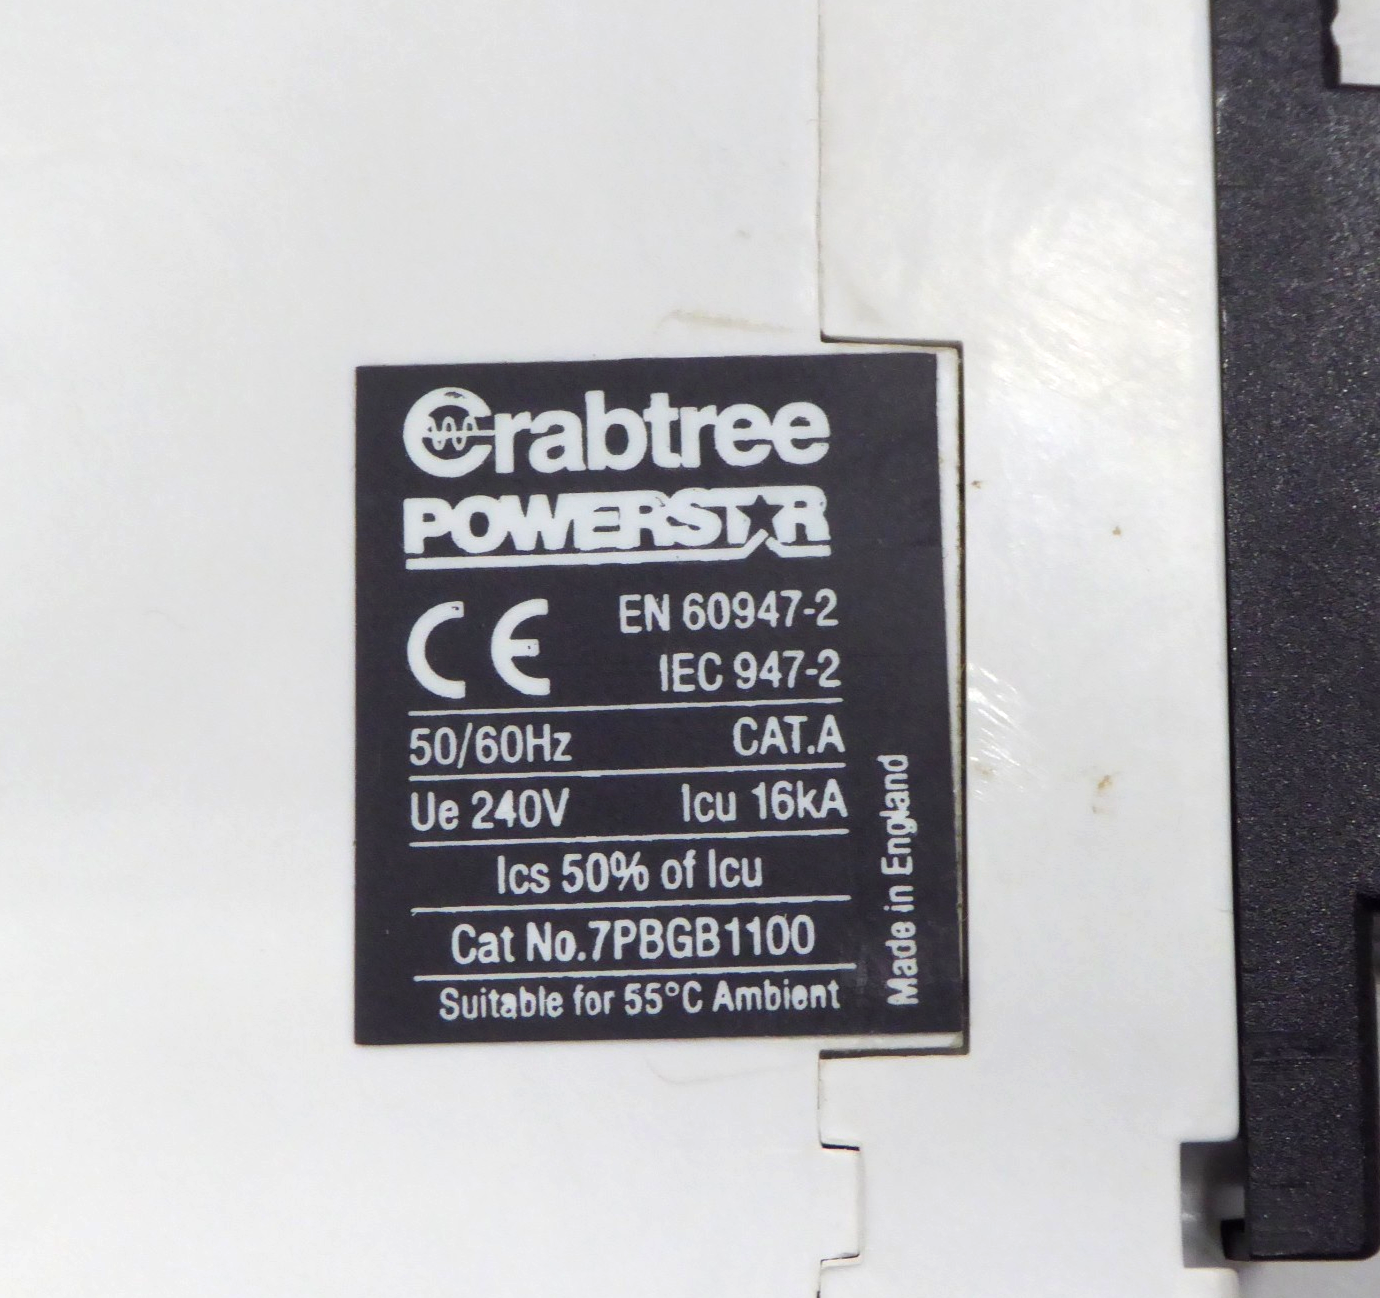 Crabtree
POWERSTAR
CE EN 60947-2
IEC 947-2
50/60Hz CAT.A
Ue 240V Icu 16kA
Ics 50% of Icu
Cat No.7PBGB1100
Suitable for 55°C Ambient
Made in England